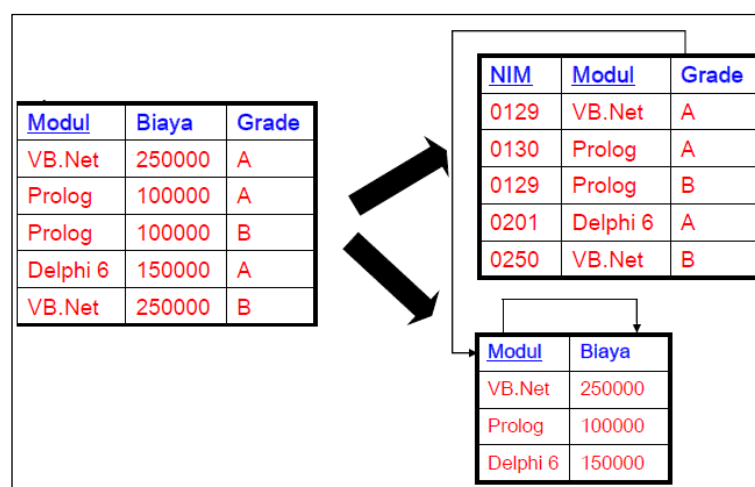 Modul Biaya Grade
VB.Net 250000 A
Prolog 100000 A
Prolog 100000 B
Delphi 6 150000 A
VB.Net 250000 B
NIM Modul Grade
0129 VB.Net A
0130 Prolog A
0129 Prolog B
0201 Delphi 6 A
0250 VB.Net B
Modul Biaya
VB.Net 250000
Prolog 100000
Delphi 6 150000